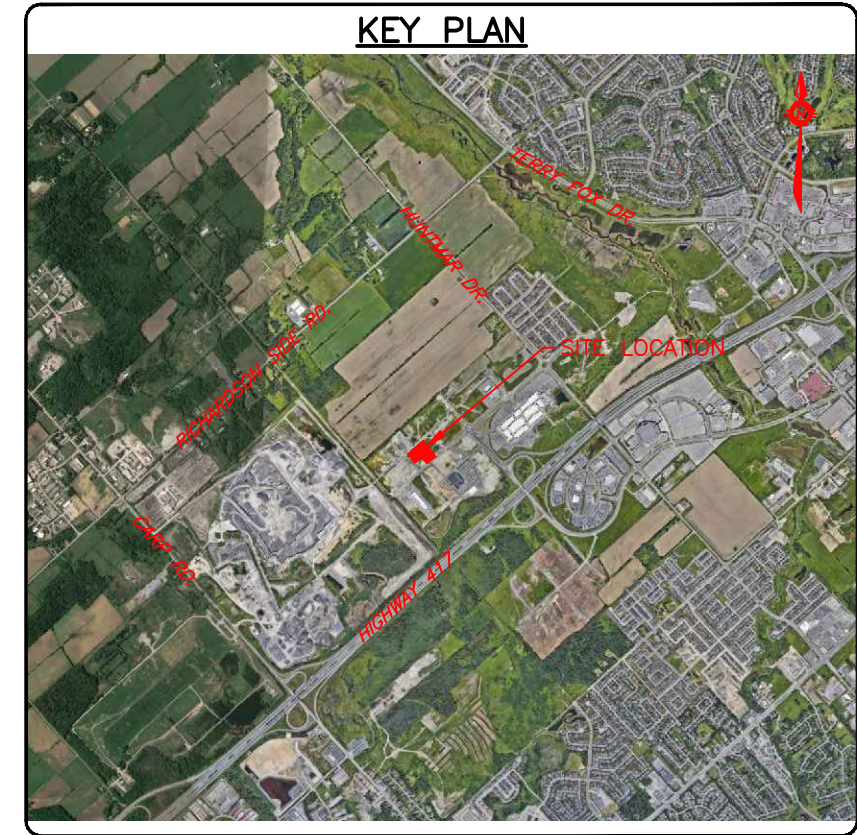 KEY PLAN
N
TERRY FOX DR.
HUNTMAR DR.
SITE LOCATION
RICHARDSON SIDE RD.
CARP RD.
HIGHWAY 417